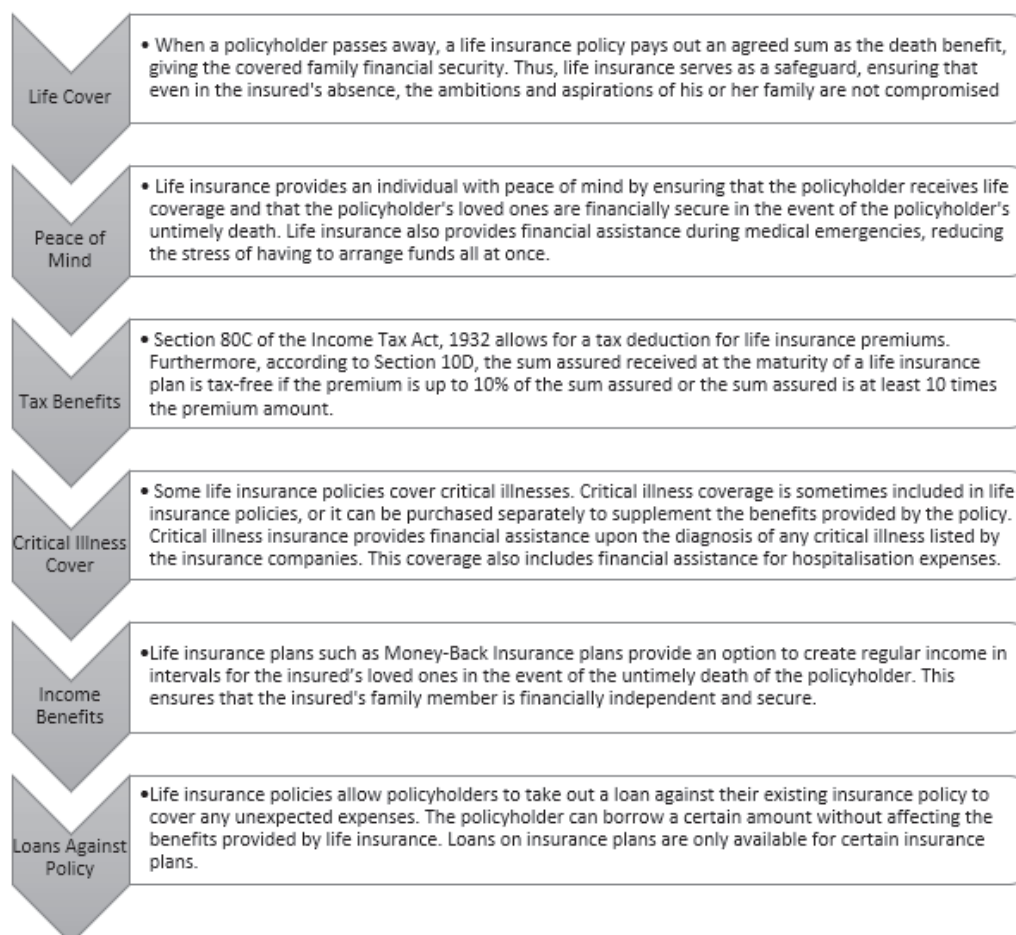 Life Cover
• When a policyholder passes away, a life insurance policy pays out an agreed sum as the death benefit,
giving the covered family financial security. Thus, life insurance serves as a safeguard, ensuring that
even in the insured's absence, the ambitions and aspirations of his or her family are not compromised
Peace of
Mind
• Life insurance provides an individual with peace of mind by ensuring that the policyholder receives life
coverage and that the policyholder's loved ones are financially secure in the event of the policyholder's
untimely death. Life insurance also provides financial assistance during medical emergencies, reducing
the stress of having to arrange funds all at once.
Tax Benefits
• Section 80C of the Income Tax Act, 1932 allows for a tax deduction for life insurance premiums.
Furthermore, according to Section 10D, the sum assured received at the maturity of a life insurance
plan is tax-free if the premium is up to 10% of the sum assured or the sum assured is at least 10 times
the premium amount.
Critical Illness
Cover
• Some life insurance policies cover critical illnesses. Critical illness coverage is sometimes included in life
insurance policies, or it can be purchased separately to supplement the benefits provided by the policy.
Critical illness insurance provides financial assistance upon the diagnosis of any critical illness listed by
the insurance companies. This coverage also includes financial assistance for hospitalisation expenses.
Income
Benefits
•Life insurance plans such as Money-Back Insurance plans provide an option to create regular income in
intervals for the insured's loved ones in the event of the untimely death of the policyholder. This
ensures that the insured's family member is financially independent and secure.
Loans Against
Policy
•Life insurance policies allow policyholders to take out a loan against their existing insurance policy to
cover any unexpected expenses. The policyholder can borrow a certain amount without affecting the
benefits provided by life insurance. Loans on insurance plans are only available for certain insurance
plans.